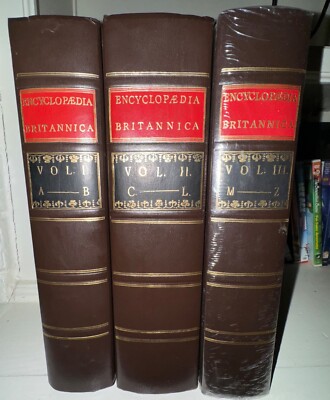 ENCYCLOPÆDIA
BRITANNICA
VOL. I.
A — B
ENCYCLOPÆDIA
BRITANNICA
VOL. II.
C — L.
ENCYCLOPÆDIA
BRITANNICA
VOL. III.
M — Z